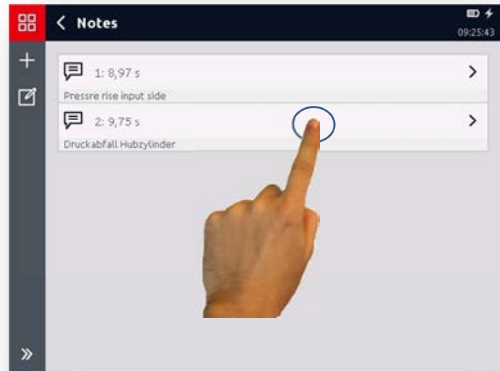 Notes
09:25:43
1: 8,97 s
Pressre rise input side
2: 9,75 s
Druckabfall Hubzylinder